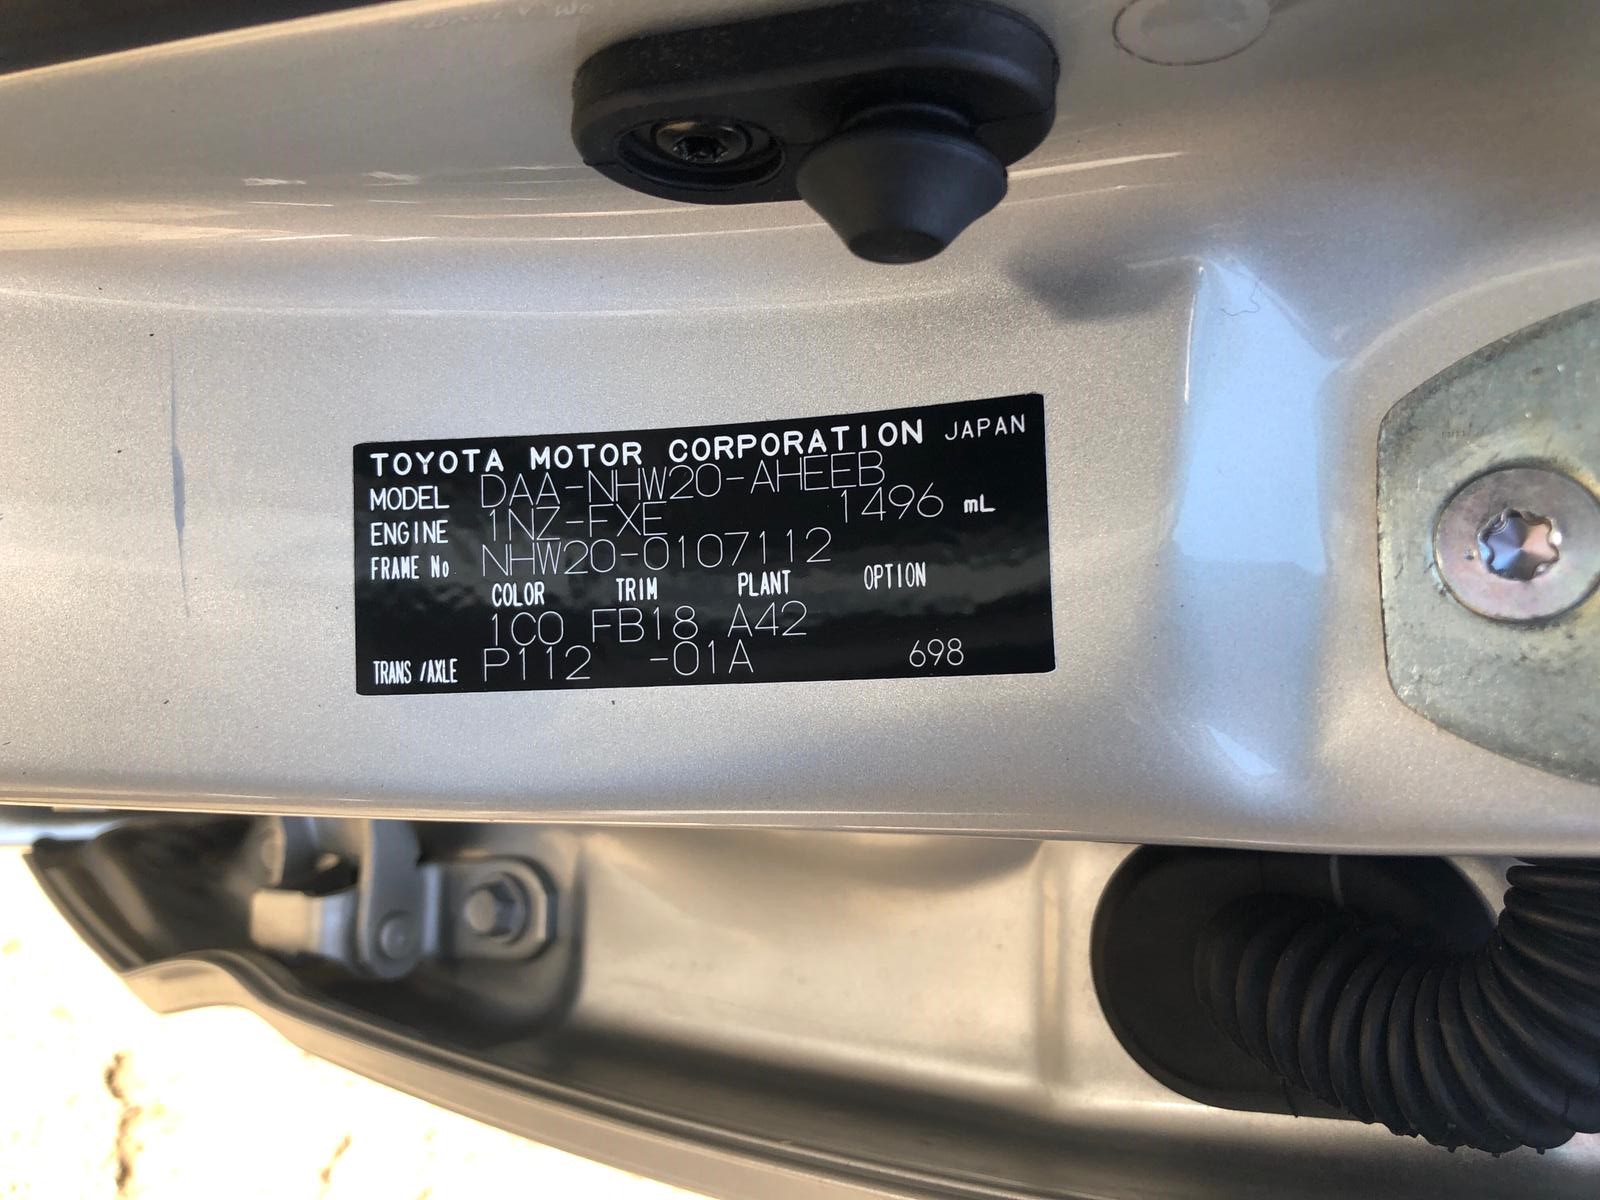 TOYOTA MOTOR CORPORATION JAPAN
MODEL DAA-NHW20-AHEEB
ENGINE 1NZ-FXE 1496 mL
FRAME No NHW20-0107112
COLOR TRIM PLANT OPTION
1C0 FB18 A42
TRANS/AXLE P112 -01A 698